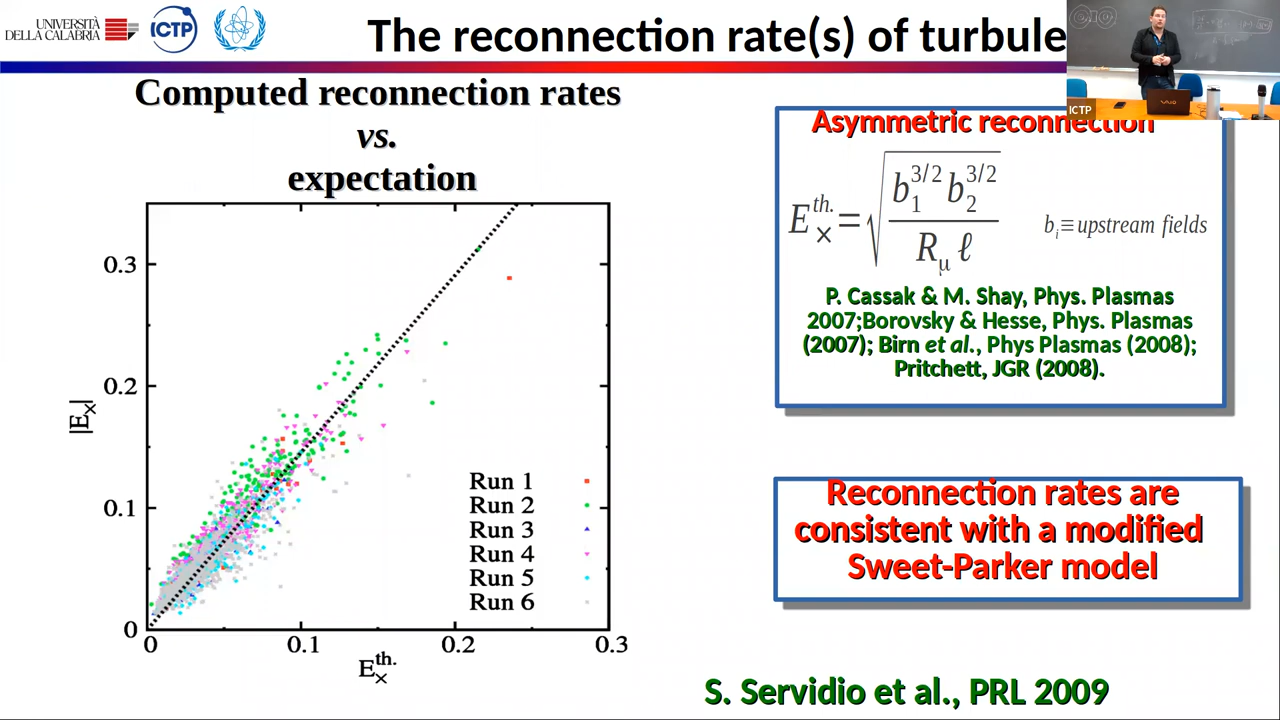 UNIVERSITÀ
DELLA CALABRIA
ICTP
The reconnection rate(s) of turbule
Computed reconnection rates
vs.
expectation
|E×|
0.3
0.2
0.1
0
0 0.1 0.2 0.3
E×^th.
Run 1
Run 2
Run 3
Run 4
Run 5
Run 6
ICTP
Asymmetric reconnection
E×^th. = √(b₁^3/2 b₂^3/2 / R_μ ℓ)
b_i ≡ upstream fields
P. Cassak & M. Shay, Phys. Plasmas
2007;Borovsky & Hesse, Phys. Plasmas
(2007); Birn et al., Phys Plasmas (2008);
Pritchett, JGR (2008).
Reconnection rates are
consistent with a modified
Sweet-Parker model
S. Servidio et al., PRL 2009